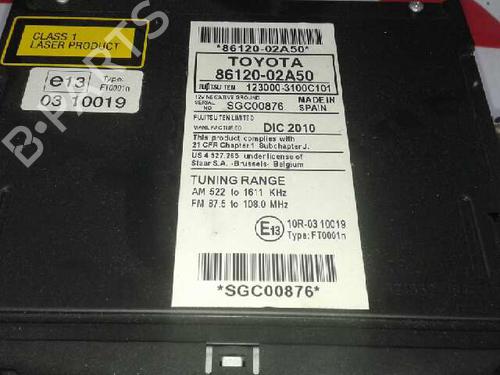 CLASS 1
LASER PRODUCT
e13 Type: FT0001n
03 10019
*86120-02A50*
TOYOTA
86120-02A50
FUJITSU TEN 123000-3100C101
12V NEGATIVE GROUND
SERIAL NO SGC00876
MADE IN SPAIN
FUJITSU TEN LIMITED
MANUFACTURED DIC 2010
This product complies with
21 CFR Chapter 1 Subchapter J.
US 4 527.265 under license of
Staar S.A. -Brussels- Belgium
TUNING RANGE
AM 522 to 1611 KHz
FM 87.5 to 108.0 MHz
E13 10R-03 10019
Type: FT0001n
*SGC00876*
B-PARTS